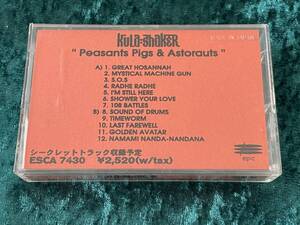 KULA SHAKER
" Peasants Pigs & Astorauts "
A) 1. GREAT HOSANNAH
2. MYSTICAL MACHINE GUN
3. S.O.S
4. RADHE RADHE
5. I'M STILL HERE
6. SHOWER YOUR LOVE
7. 108 BATTLES
B) 8. SOUND OF DRUMS
9. TIMEWORM
10. LAST FAREWELL
11. GOLDEN AVATAR
12. NAMAMI NANDA-NANDANA
シークレットトラック収録予定
ESCA 7430 ¥2,520(w/tax)
epic